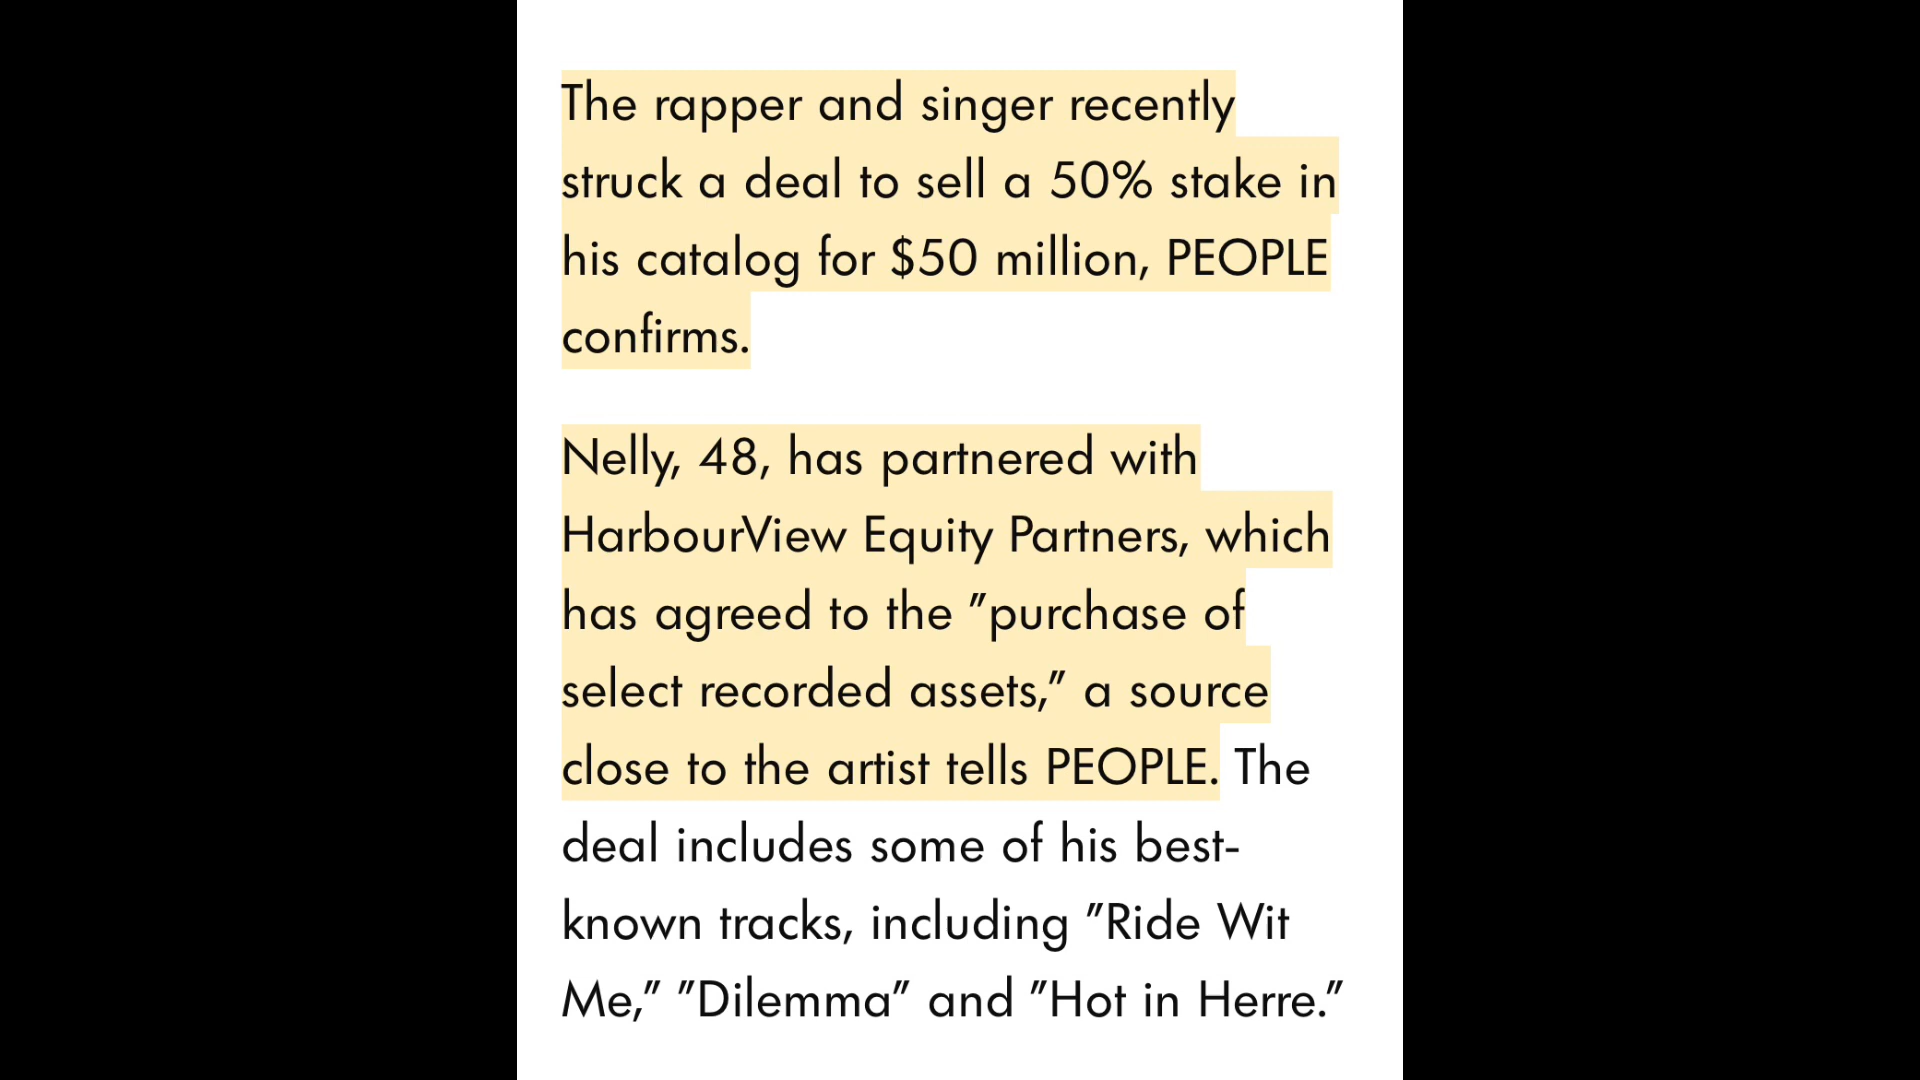 The rapper and singer recently
struck a deal to sell a 50% stake in
his catalog for $50 million, PEOPLE
confirms.
Nelly, 48, has partnered with
HarbourView Equity Partners, which
has agreed to the "purchase of
select recorded assets," a source
close to the artist tells PEOPLE. The
deal includes some of his best-
known tracks, including "Ride Wit
Me," "Dilemma" and "Hot in Herre."